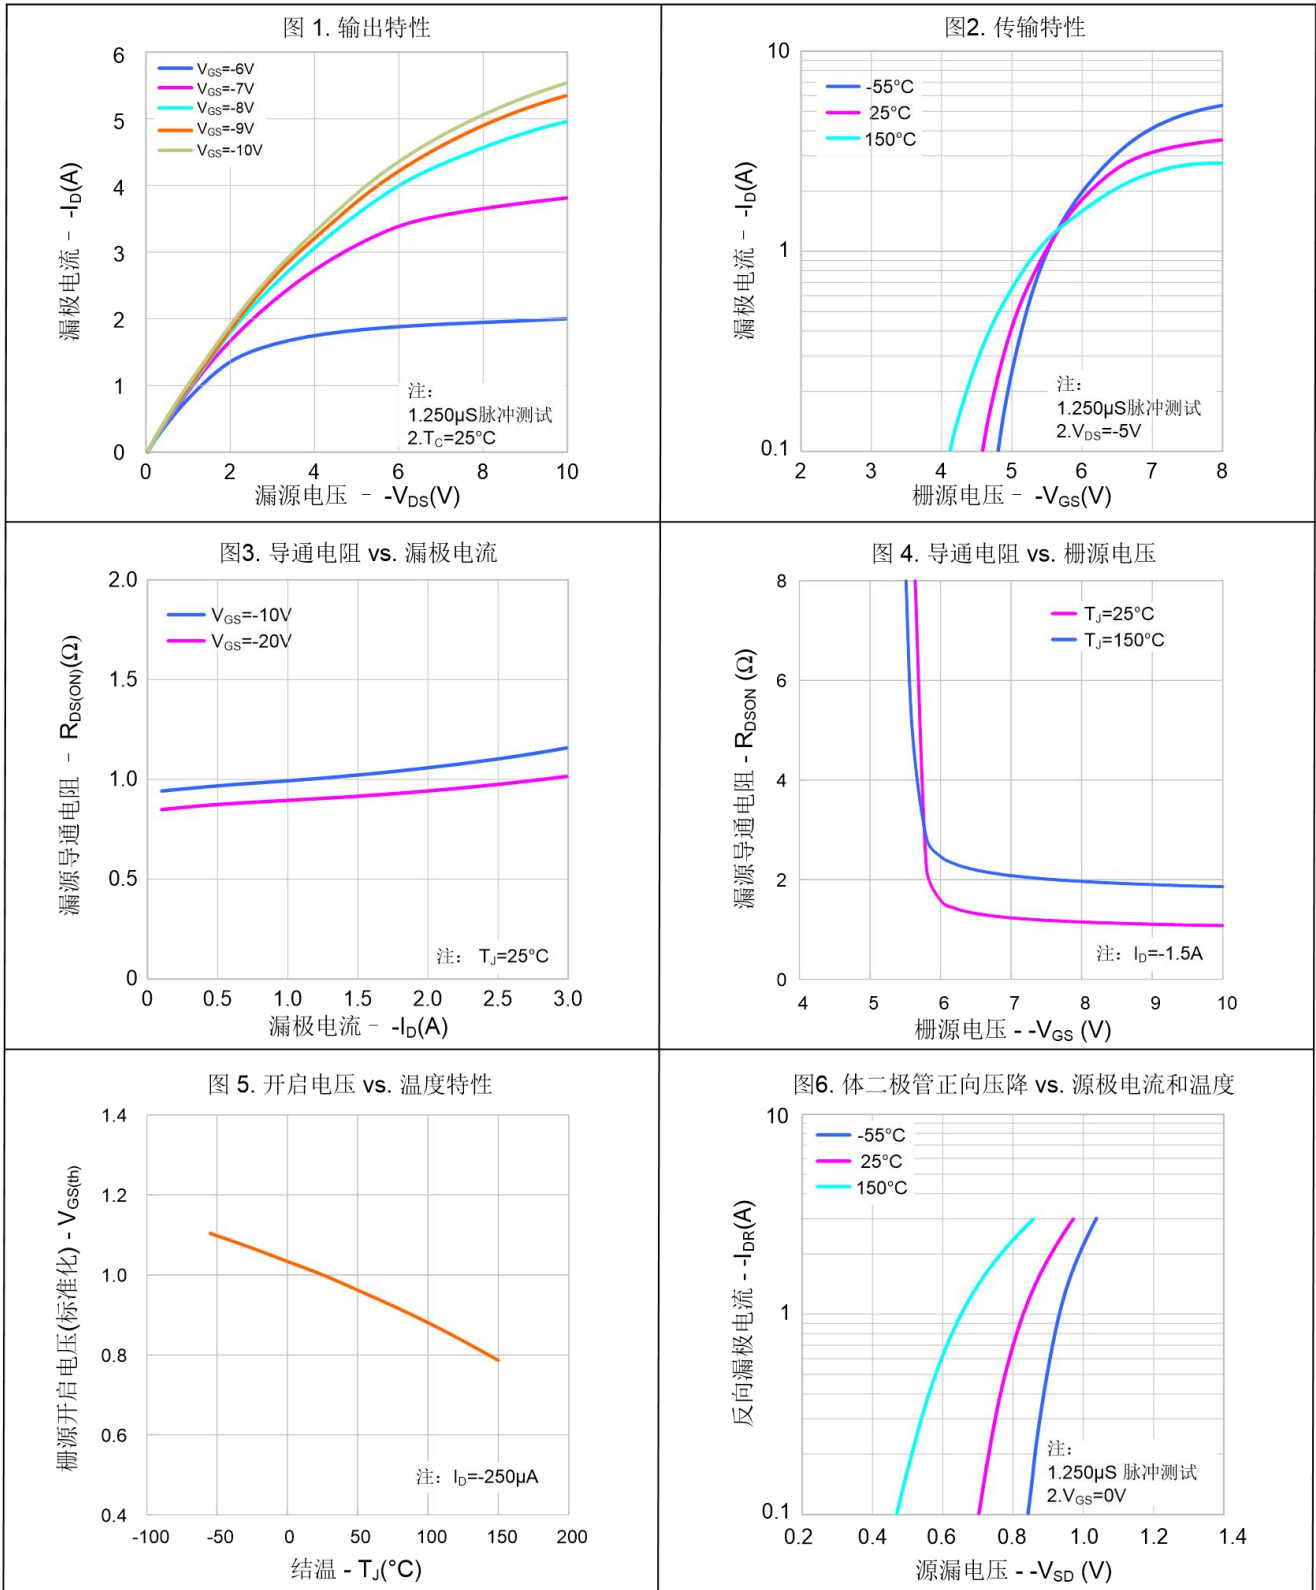 图 1. 输出特性
漏极电流 - -ID(A)
6
5
4
3
2
1
0
VGS=-6V
VGS=-7V
VGS=-8V
VGS=-9V
VGS=-10V
注:
1.250μS脉冲测试
2.TC=25°C
0 2 4 6 8 10
漏源电压 - -VDS(V)
图2. 传输特性
漏极电流 - -ID(A)
10
1
0.1
-55°C
25°C
150°C
注:
1.250μS脉冲测试
2.VDS=-5V
2 3 4 5 6 7 8
栅源电压 - -VGS(V)
图3. 导通电阻 vs. 漏极电流
漏源导通电阻 - RDS(ON)(Ω)
2.0
1.5
1.0
0.5
0
VGS=-10V
VGS=-20V
注: TJ=25°C
0 0.5 1.0 1.5 2.0 2.5 3.0
漏极电流 - -ID(A)
图 4. 导通电阻 vs. 栅源电压
漏源导通电阻 - RDSON (Ω)
8
6
4
2
0
TJ=25°C
TJ=150°C
注: ID=-1.5A
4 5 6 7 8 9 10
栅源电压 - -VGS (V)
图 5. 开启电压 vs. 温度特性
栅源开启电压(标准化) - VGS(th)
1.4
1.2
1.0
0.8
0.6
0.4
注: ID=-250μA
-100 -50 0 50 100 150 200
结温 - TJ(°C)
图6. 体二极管正向压降 vs. 源极电流和温度
反向漏极电流 - -IDR(A)
10
1
0.1
-55°C
25°C
150°C
注:
1.250μS 脉冲测试
2.VGS=0V
0.2 0.4 0.6 0.8 1.0 1.2 1.4
源漏电压 - -VSD (V)